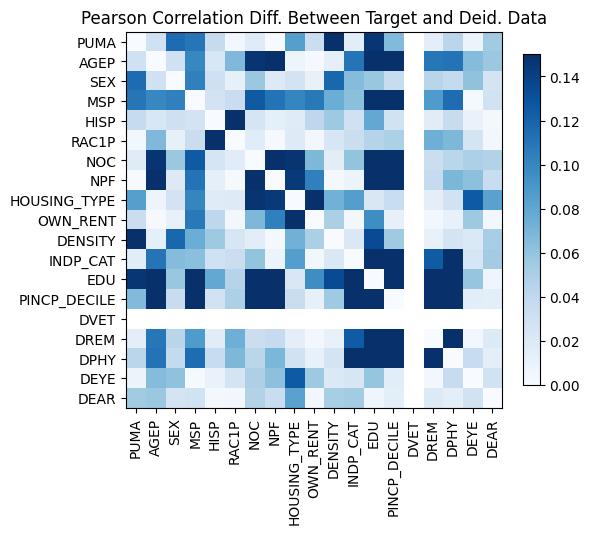 Pearson Correlation Diff. Between Target and Deid. Data
PUMA
AGEP
SEX
MSP
HISP
RAC1P
NOC
NPF
HOUSING_TYPE
OWN_RENT
DENSITY
INDP_CAT
EDU
PINCP_DECILE
DVET
DREM
DPHY
DEYE
DEAR
PUMA
AGEP
SEX
MSP
HISP
RAC1P
NOC
NPF
HOUSING_TYPE
OWN_RENT
DENSITY
INDP_CAT
EDU
PINCP_DECILE
DVET
DREM
DPHY
DEYE
DEAR
0.14
0.12
0.10
0.08
0.06
0.04
0.02
0.00